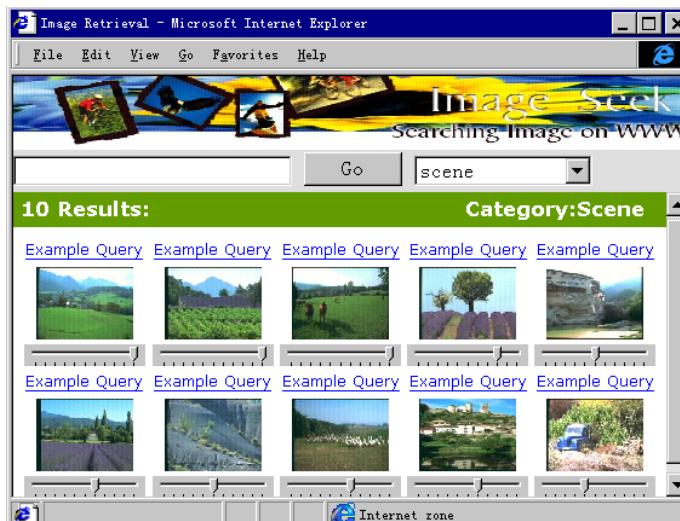 Image Retrieval - Microsoft Internet Explorer
File Edit View Go Favorites Help
Image Seek
Searching Image on WWW
Go scene
10 Results: Category:Scene
Example Query Example Query Example Query Example Query Example Query
Example Query Example Query Example Query Example Query Example Query
Internet zone